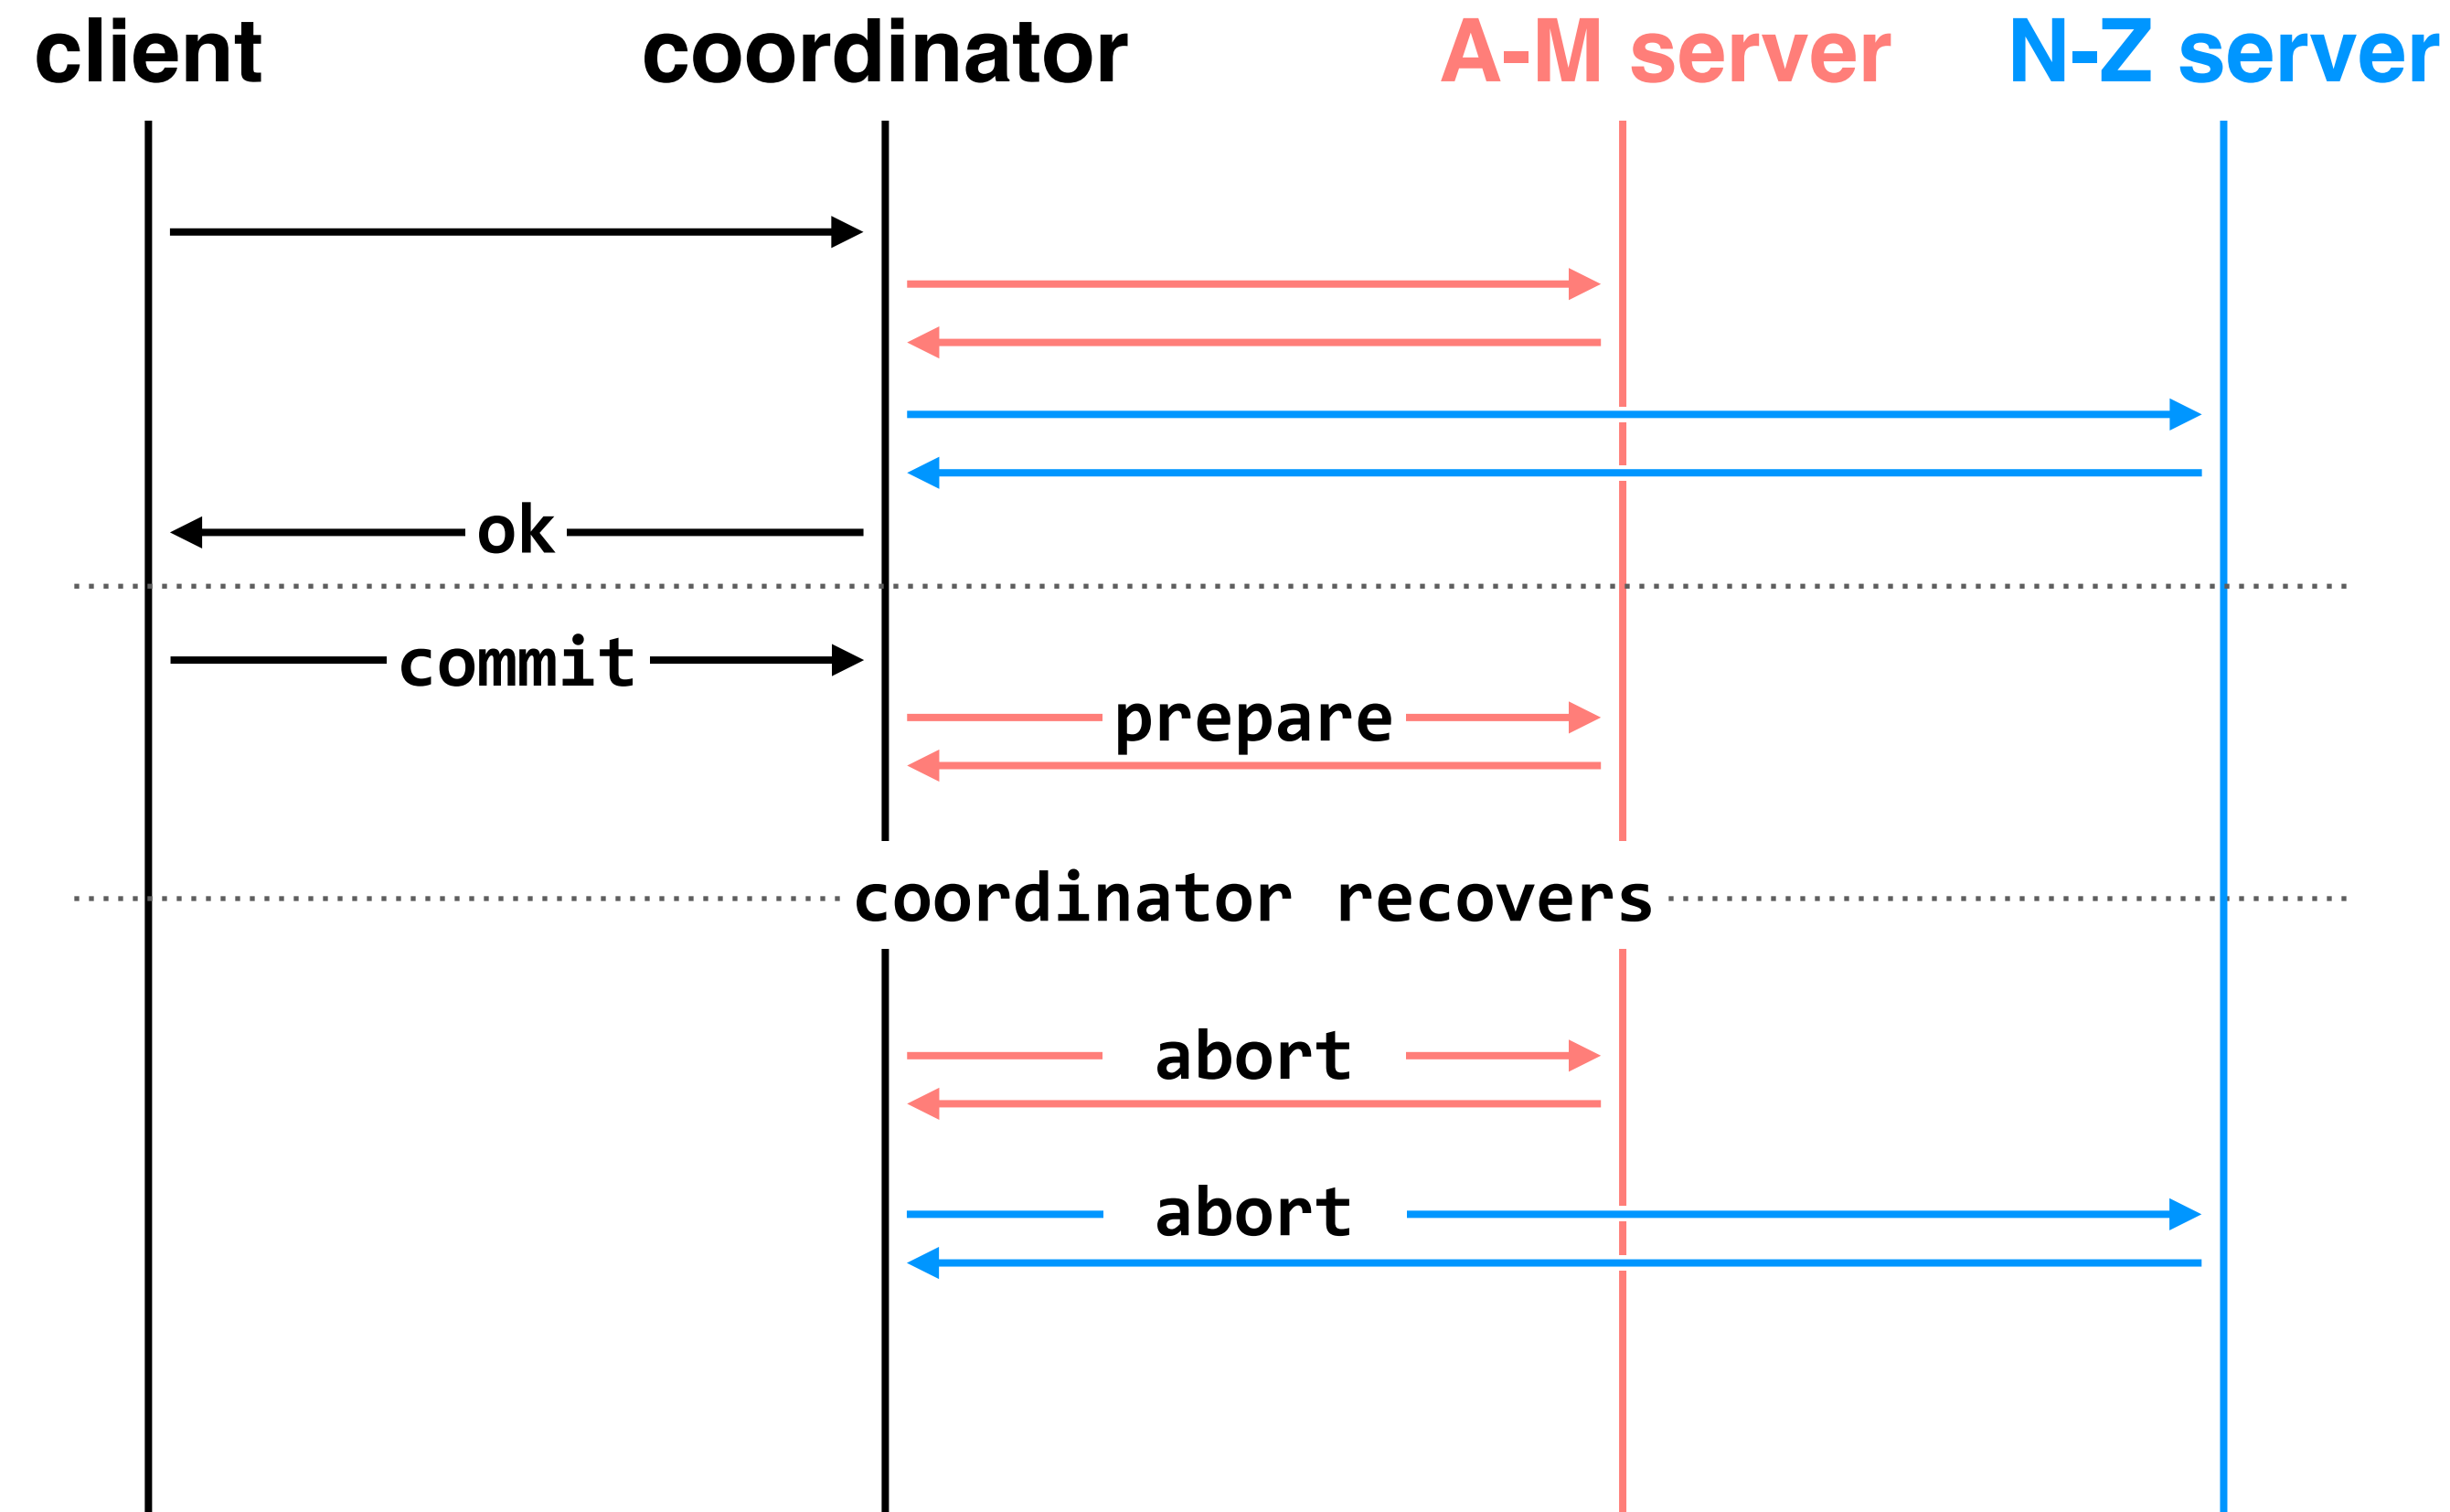 client coordinator A-M server N-Z server
ok
commit
prepare
coordinator recovers
abort
abort